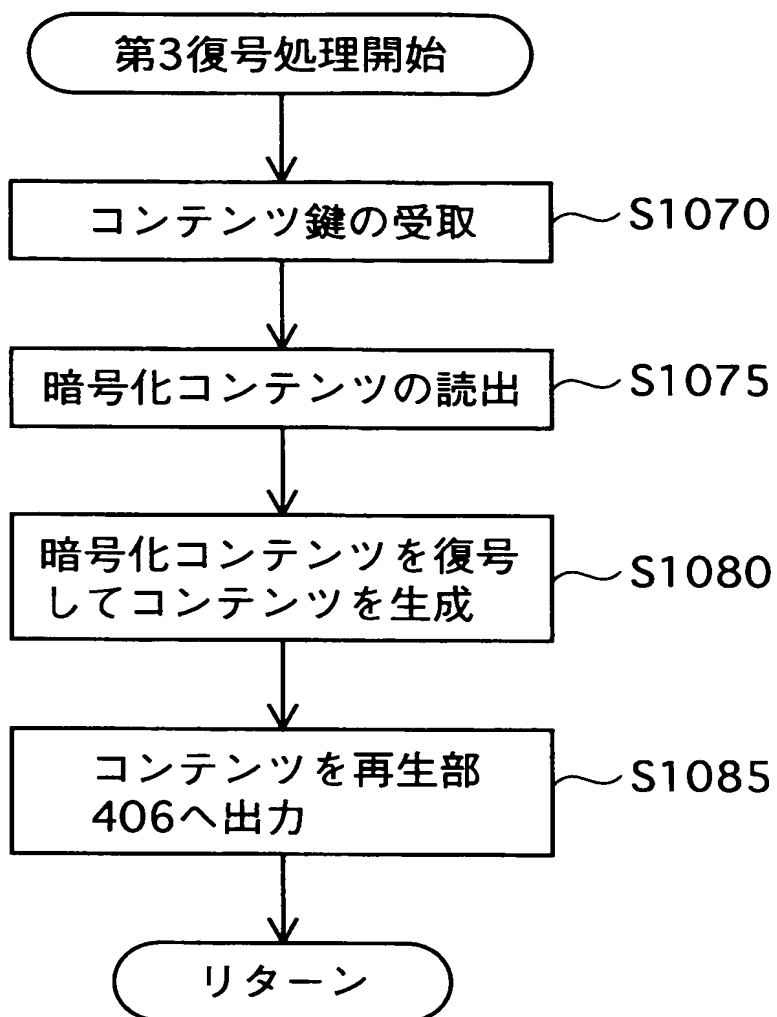 第3復号処理開始
コンテンツ鍵の受取
S1070
暗号化コンテンツの読出
S1075
暗号化コンテンツを復号
してコンテンツを生成
S1080
コンテンツを再生部
406へ出力
S1085
リターン